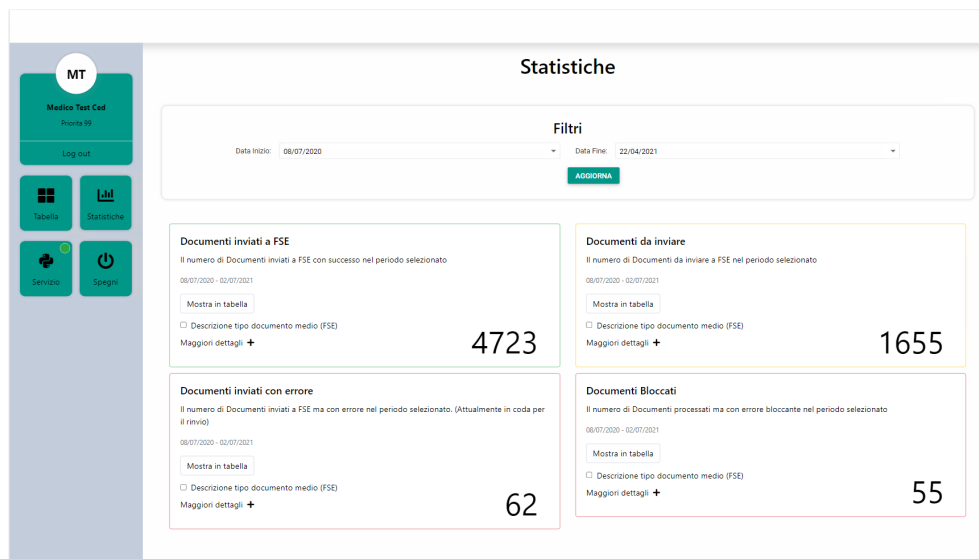 Statistiche
MT
Medico Test Ced
Priorita 99
Log out
Tabella
Statistiche
Servizio
Spegni
Filtri
Data Inizio: 08/07/2020
Data Fine: 22/04/2021
AGGIORNA
Documenti inviati a FSE
Il numero di Documenti inviati a FSE con successo nel periodo selezionato
08/07/2020 - 02/07/2021
Mostra in tabella
Descrizione tipo documento medio (FSE)
Maggiori dettagli +
4723
Documenti da inviare
Il numero di Documenti da inviare a FSE nel periodo selezionato
08/07/2020 - 02/07/2021
Mostra in tabella
Descrizione tipo documento medio (FSE)
Maggiori dettagli +
1655
Documenti inviati con errore
Il numero di Documenti inviati a FSE ma con errore nel periodo selezionato. (Attualmente in coda per
il rinvio)
08/07/2020 - 02/07/2021
Mostra in tabella
Descrizione tipo documento medio (FSE)
Maggiori dettagli +
62
Documenti Bloccati
Il numero di Documenti processati ma con errore bloccante nel periodo selezionato
08/07/2020 - 02/07/2021
Mostra in tabella
Descrizione tipo documento medio (FSE)
Maggiori dettagli +
55